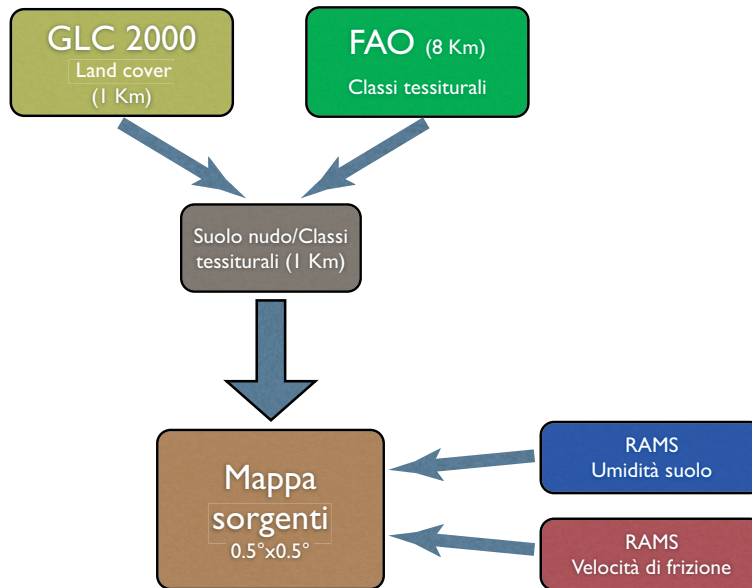 GLC 2000
Land cover
(1 Km)
FAO (8 Km)
Classi tessiturali
Suolo nudo/Classi
tessiturali (1 Km)
Mappa
sorgenti
0.5°x0.5°
RAMS
Umidità suolo
RAMS
Velocità di frizione